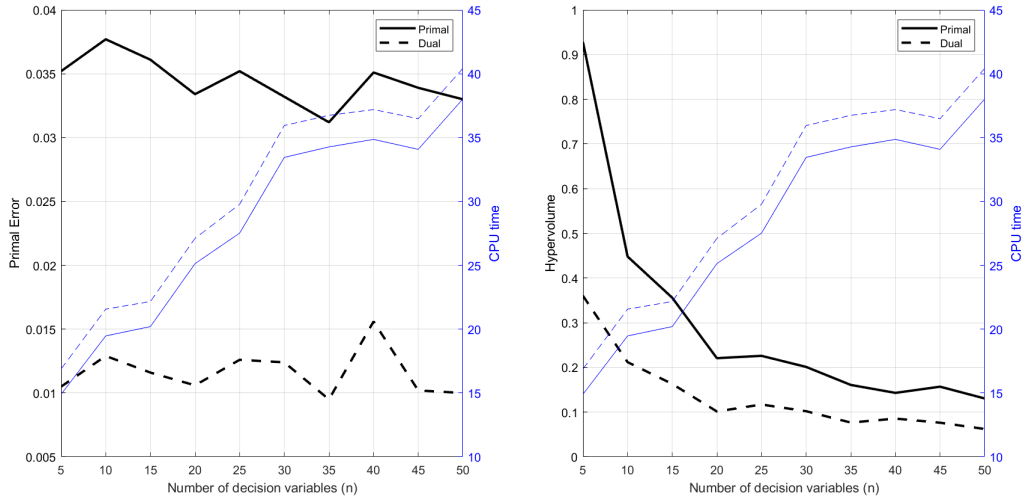 0.04
0.035
0.03
0.025
0.02
0.015
0.01
0.005
Primal Error
5 10 15 20 25 30 35 40 45 50
Number of decision variables (n)
Primal
Dual
45
40
35
30
25
20
15
10
CPU time
1
0.9
0.8
0.7
0.6
0.5
0.4
0.3
0.2
0.1
0
Hypervolume
5 10 15 20 25 30 35 40 45 50
Number of decision variables (n)
Primal
Dual
45
40
35
30
25
20
15
10
CPU time